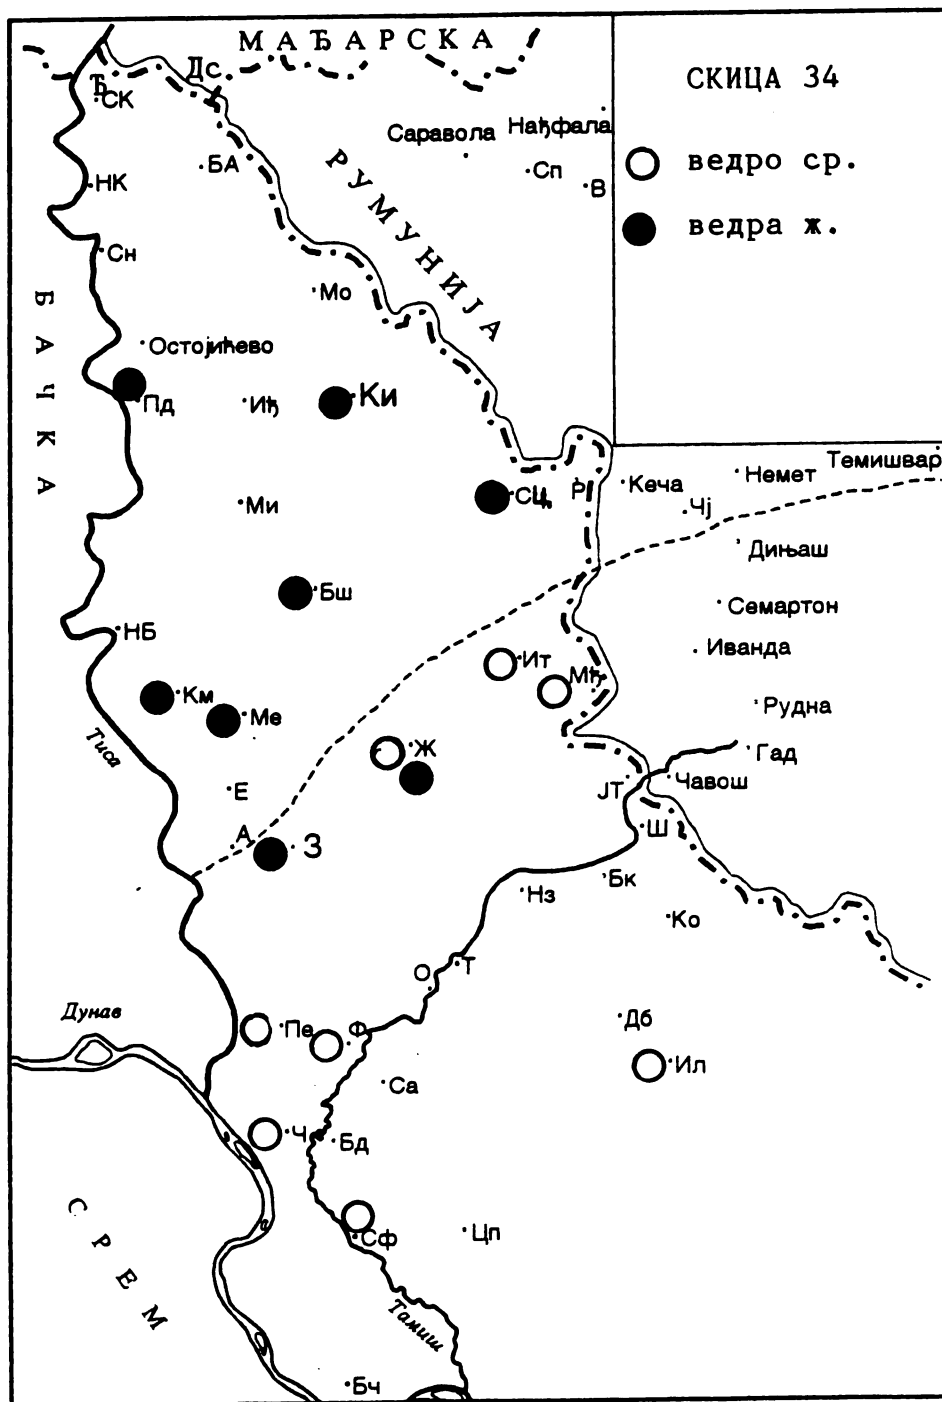 МАЂАРСКА
СКИЦА 34
ведро ср.
ведра ж.
Ђ
СК
Дс
Саравола
Нађфала
БА
Сп
В
НК
РУМУНИЈА
Сн
Мо
БАЧКА
Остојићево
Пд
Иђ
Ки
Ми
СЦ
Кеча
Немет
Темишвар
Чј
Дињаш
Бш
Семартон
НБ
Иванда
Ит
Мђ
Км
Ме
Рудна
Тиса
Ж
Гад
Е
ЈТ
Чавош
А
З
Ш
Нз
Бк
Ко
О
Т
Дунав
Пе
Ф
Дб
Ил
Са
Ч
Бд
СРЕМ
Сф
Цп
Тамиш
Бч